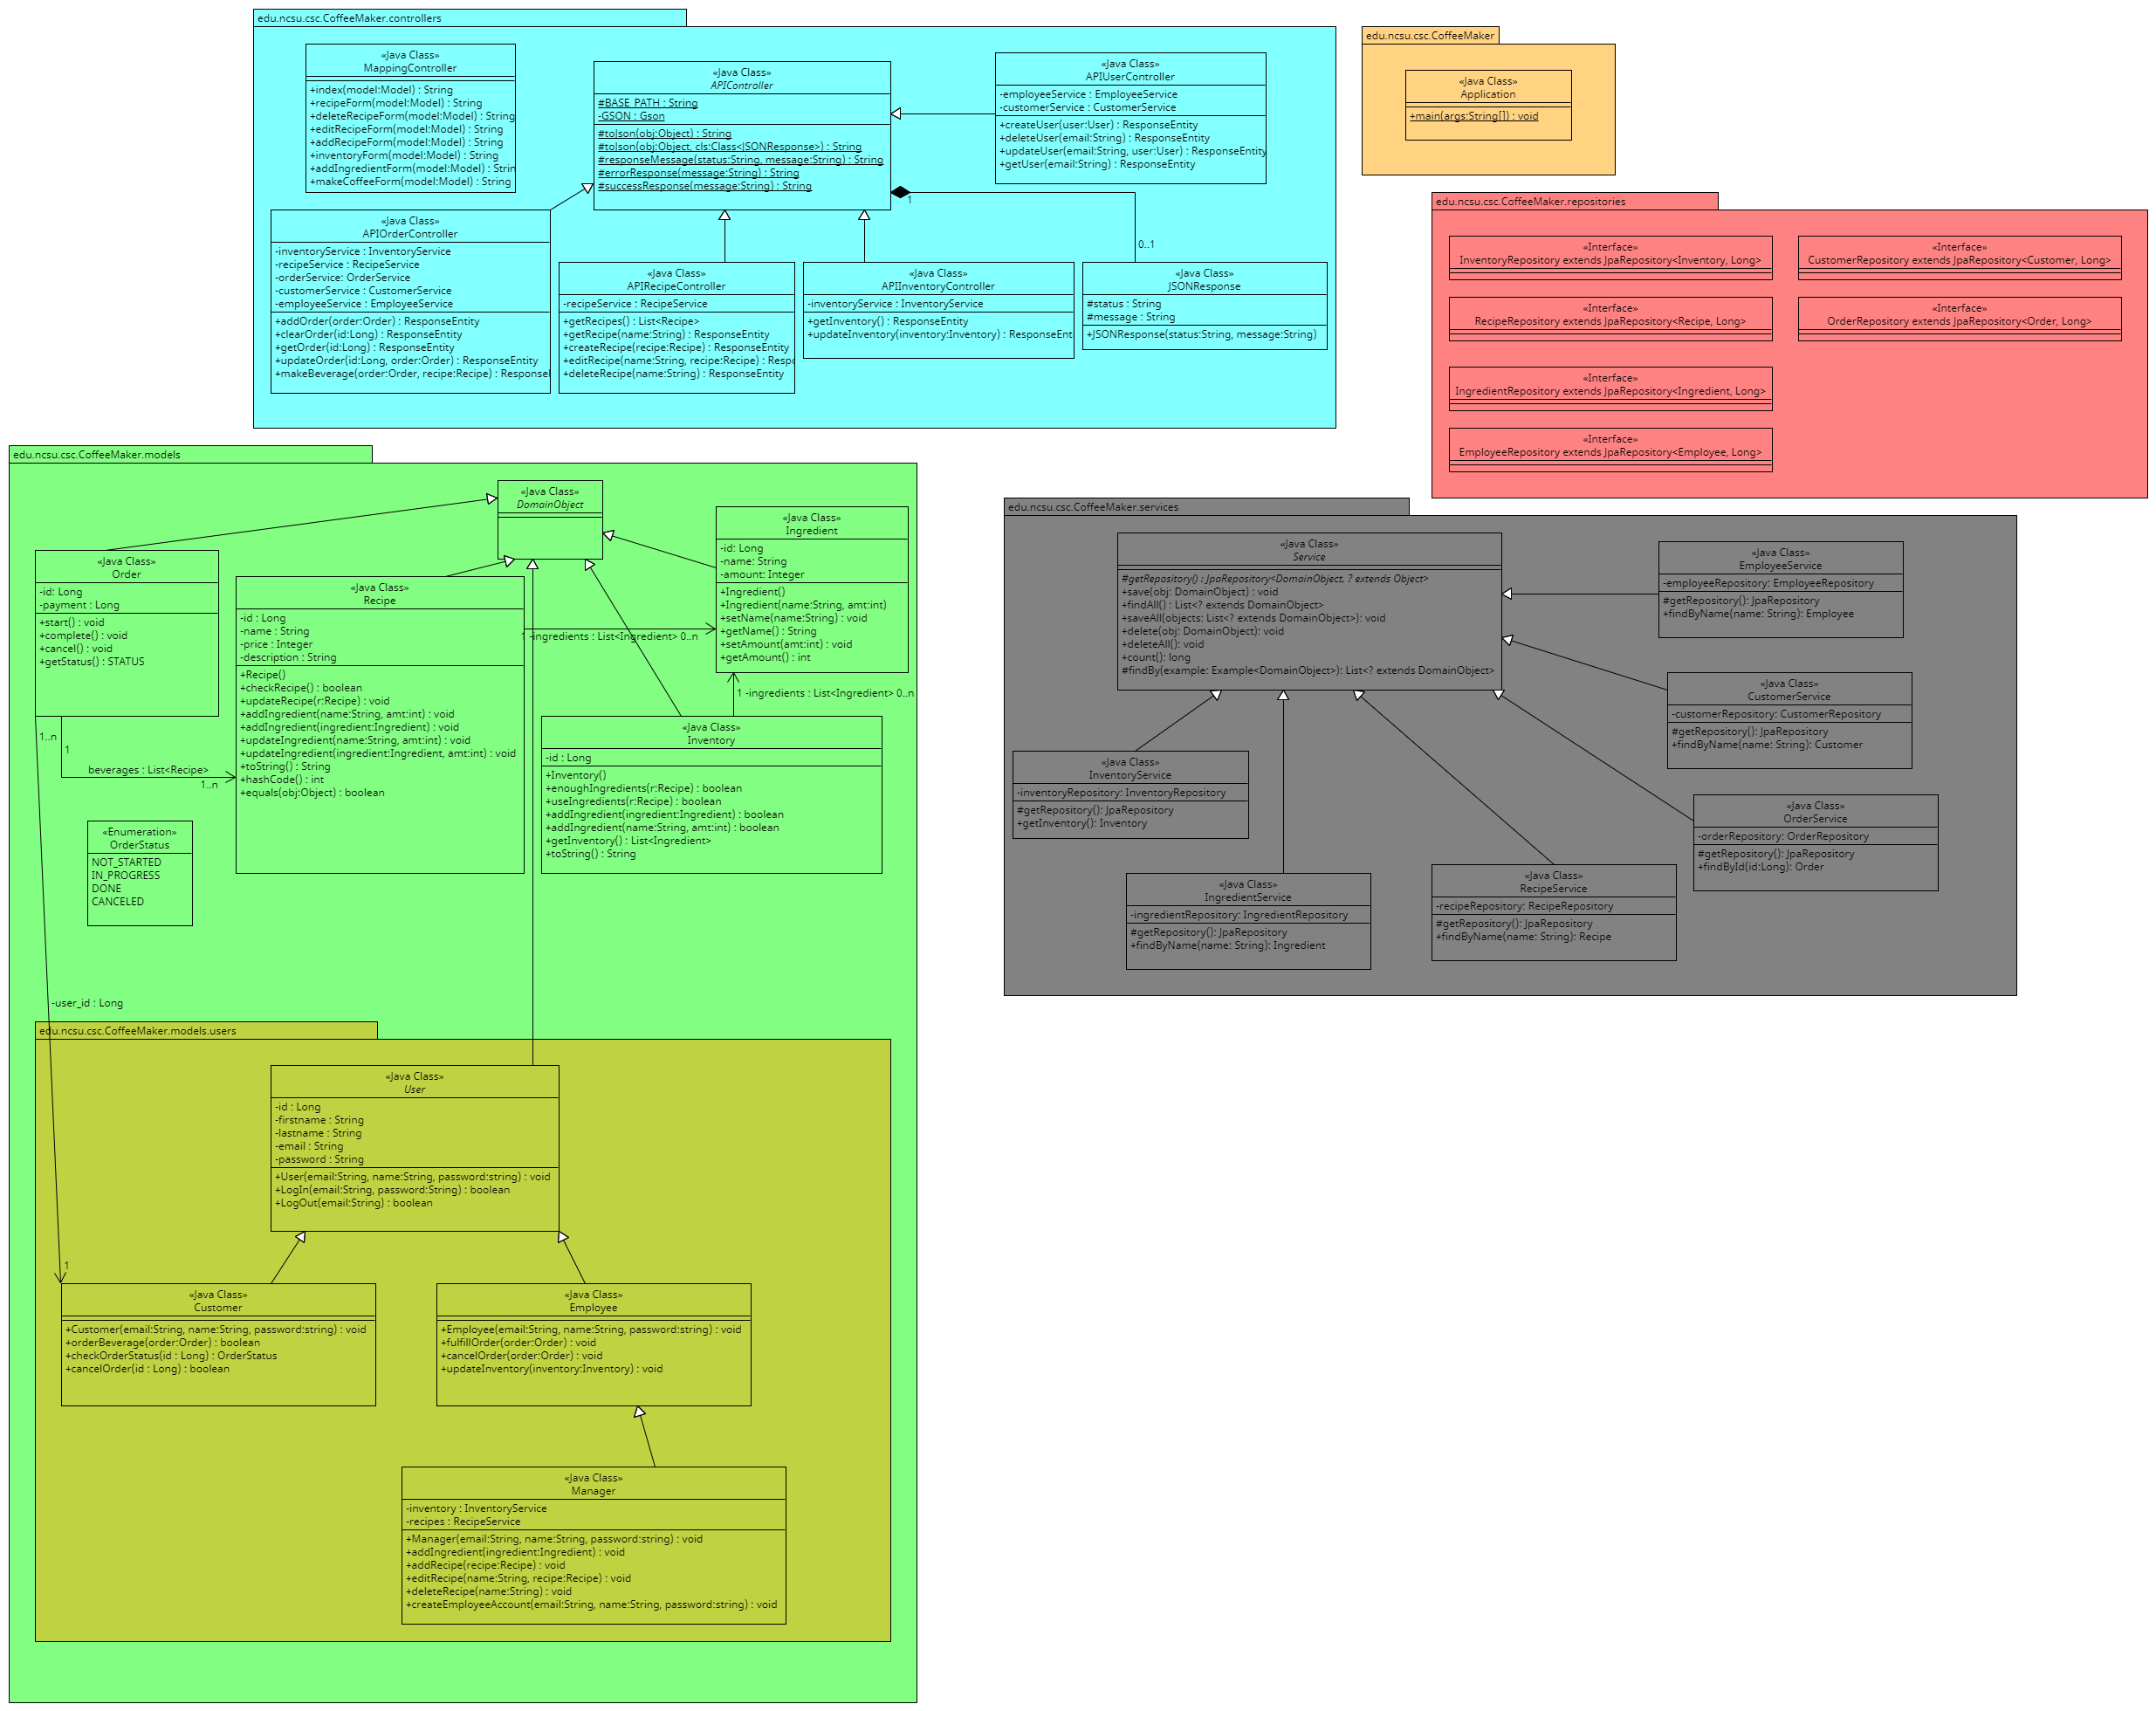 edu.ncsu.csc.CoffeeMaker.controllers
«Java Class»
MappingController
+index(model:Model) : String
+recipeForm(model:Model) : String
+deleteRecipeForm(model:Model) : String
+editRecipeForm(model:Model) : String
+addRecipeForm(model:Model) : String
+inventoryForm(model:Model) : String
+addIngredientForm(model:Model) : Strin
+makeCoffeeForm(model:Model) : String
«Java Class»
APIController
#BASE_PATH : String
-GSON : Gson
#toJson(obj:Object) : String
#toJson(obj:Object, cls:Class<JSONResponse>) : String
#responseMessage(status:String, message:String) : String
#errorResponse(message:String) : String
#successResponse(message:String) : String
«Java Class»
APIUserController
-employeeService : EmployeeService
-customerService : CustomerService
+createUser(user:User) : ResponseEntity
+deleteUser(email:String) : ResponseEntity
+updateUser(email:String, user:User) : ResponseEntity
+getUser(email:String) : ResponseEntity
1
0..1
«Java Class»
APIOrderController
-inventoryService : InventoryService
-recipeService : RecipeService
-orderService: OrderService
-customerService : CustomerService
-employeeService : EmployeeService
+addOrder(order:Order) : ResponseEntity
+clearOrder(id:Long) : ResponseEntity
+getOrder(id:Long) : ResponseEntity
+updateOrder(id:Long, order:Order) : ResponseEntity
+makeBeverage(order:Order, recipe:Recipe) : Response
«Java Class»
APIRecipeController
-recipeService : RecipeService
+getRecipes() : List<Recipe>
+getRecipe(name:String) : ResponseEntity
+createRecipe(recipe:Recipe) : ResponseEntity
+editRecipe(name:String, recipe:Recipe) : Respo
+deleteRecipe(name:String) : ResponseEntity
«Java Class»
APIInventoryController
-inventoryService : InventoryService
+getInventory() : ResponseEntity
+updateInventory(inventory:Inventory) : ResponseEnt
«Java Class»
JSONResponse
#status : String
#message : String
+JSONResponse(status:String, message:String)
edu.ncsu.csc.CoffeeMaker
«Java Class»
Application
+main(args:String[]) : void
edu.ncsu.csc.CoffeeMaker.repositories
«Interface»
InventoryRepository extends JpaRepository<Inventory, Long>
«Interface»
CustomerRepository extends JpaRepository<Customer, Long>
«Interface»
RecipeRepository extends JpaRepository<Recipe, Long>
«Interface»
OrderRepository extends JpaRepository<Order, Long>
«Interface»
IngredientRepository extends JpaRepository<Ingredient, Long>
«Interface»
EmployeeRepository extends JpaRepository<Employee, Long>
edu.ncsu.csc.CoffeeMaker.models
«Java Class»
DomainObject
«Java Class»
Ingredient
-id: Long
-name: String
-amount: Integer
+Ingredient()
+Ingredient(name:String, amt:int)
+setName(name:String) : void
+getName() : String
+setAmount(amt:int) : void
+getAmount() : int
«Java Class»
Order
-id: Long
-payment : Long
+start() : void
+complete() : void
+cancel() : void
+getStatus() : STATUS
«Java Class»
Recipe
-id : Long
-name : String
-price : Integer
-description : String
+Recipe()
+checkRecipe() : boolean
+updateRecipe(r:Recipe) : void
+addIngredient(name:String, amt:int) : void
+addIngredient(ingredient:Ingredient) : void
+updateIngredient(name:String, amt:int) : void
+updateIngredient(ingredient:Ingredient, amt:int) : void
+toString() : String
+hashCode() : int
+equals(obj:Object) : boolean
1 -ingredients : List<Ingredient> 0..n
1 -ingredients : List<Ingredient> 0..n
«Java Class»
Inventory
-id : Long
+Inventory()
+enoughIngredients(r:Recipe) : boolean
+useIngredients(r:Recipe) : boolean
+addIngredient(ingredient:Ingredient) : boolean
+addIngredient(name:String, amt:int) : boolean
+getInventory() : List<Ingredient>
+toString() : String
1..n
1
beverages : List<Recipe>
1..n
«Enumeration»
OrderStatus
NOT_STARTED
IN_PROGRESS
DONE
CANCELED
-user_id : Long
1
edu.ncsu.csc.CoffeeMaker.models.users
«Java Class»
User
-id : Long
-firstname : String
-lastname : String
-email : String
-password : String
+User(email:String, name:String, password:string) : void
+LogIn(email:String, password:String) : boolean
+LogOut(email:String) : boolean
«Java Class»
Customer
+Customer(email:String, name:String, password:string) : void
+orderBeverage(order:Order) : boolean
+checkOrderStatus(id : Long) : OrderStatus
+cancelOrder(id : Long) : boolean
«Java Class»
Employee
+Employee(email:String, name:String, password:string) : void
+fulfillOrder(order:Order) : void
+cancelOrder(order:Order) : void
+updateInventory(inventory:Inventory) : void
«Java Class»
Manager
-inventory : InventoryService
-recipes : RecipeService
+Manager(email:String, name:String, password:string) : void
+addIngredient(ingredient:Ingredient) : void
+addRecipe(recipe:Recipe) : void
+editRecipe(name:String, recipe:Recipe) : void
+deleteRecipe(name:String) : void
+createEmployeeAccount(email:String, name:String, password:string) : void
edu.ncsu.csc.CoffeeMaker.services
«Java Class»
Service
#getRepository() : JpaRepository<DomainObject, ? extends Object>
+save(obj: DomainObject) : void
+findAll() : List<? extends DomainObject>
+saveAll(objects: List<? extends DomainObject>): void
+delete(obj: DomainObject): void
+deleteAll(): void
+count(): long
#findBy(example: Example<DomainObject>): List<? extends DomainObject>
«Java Class»
EmployeeService
-employeeRepository: EmployeeRepository
#getRepository(): JpaRepository
+findByName(name: String): Employee
«Java Class»
CustomerService
-customerRepository: CustomerRepository
#getRepository(): JpaRepository
+findByName(name: String): Customer
«Java Class»
InventoryService
-inventoryRepository: InventoryRepository
#getRepository(): JpaRepository
+getInventory(): Inventory
«Java Class»
OrderService
-orderRepository: OrderRepository
#getRepository(): JpaRepository
+findById(id:Long): Order
«Java Class»
IngredientService
-ingredientRepository: IngredientRepository
#getRepository(): JpaRepository
+findByName(name: String): Ingredient
«Java Class»
RecipeService
-recipeRepository: RecipeRepository
#getRepository(): JpaRepository
+findByName(name: String): Recipe